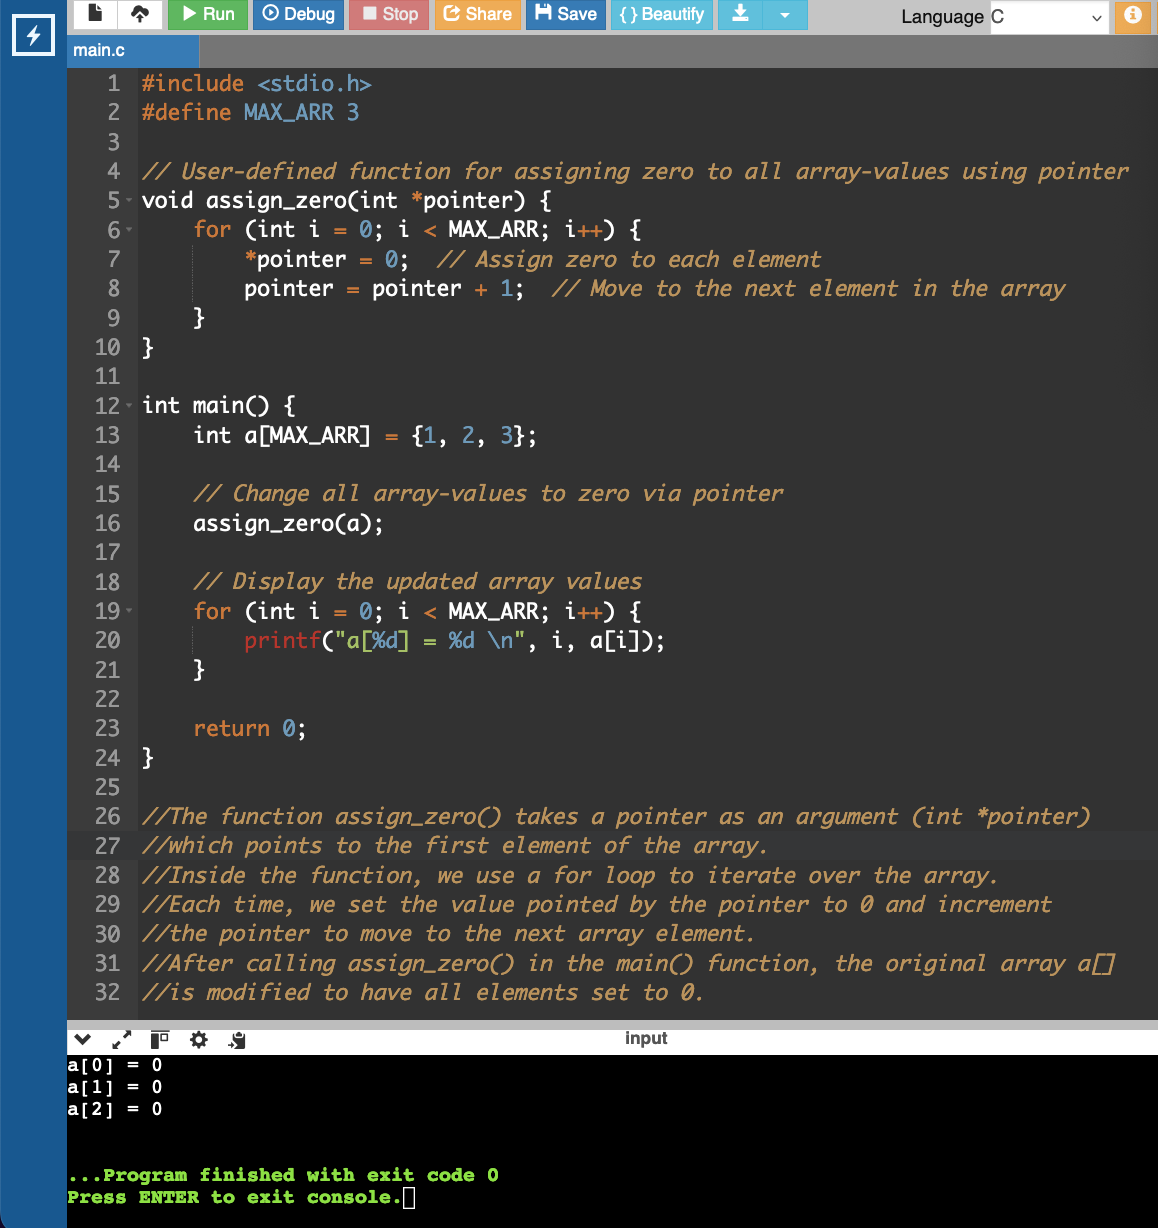 Run Debug Stop Share Save {} Beautify Language C
main.c
1 #include <stdio.h>
2 #define MAX_ARR 3
3
4 // User-defined function for assigning zero to all array-values using pointer
5 void assign_zero(int *pointer) {
6     for (int i = 0; i < MAX_ARR; i++) {
7         *pointer = 0;  // Assign zero to each element
8         pointer = pointer + 1;  // Move to the next element in the array
9     }
10 }
11
12 int main() {
13     int a[MAX_ARR] = {1, 2, 3};
14
15     // Change all array-values to zero via pointer
16     assign_zero(a);
17
18     // Display the updated array values
19     for (int i = 0; i < MAX_ARR; i++) {
20         printf("a[%d] = %d \n", i, a[i]);
21     }
22
23     return 0;
24 }
25
26 //The function assign_zero() takes a pointer as an argument (int *pointer)
27 //which points to the first element of the array.
28 //Inside the function, we use a for loop to iterate over the array.
29 //Each time, we set the value pointed by the pointer to 0 and increment
30 //the pointer to move to the next array element.
31 //After calling assign_zero() in the main() function, the original array a[]
32 //is modified to have all elements set to 0.
input
a[0] = 0
a[1] = 0
a[2] = 0
...Program finished with exit code 0
Press ENTER to exit console.